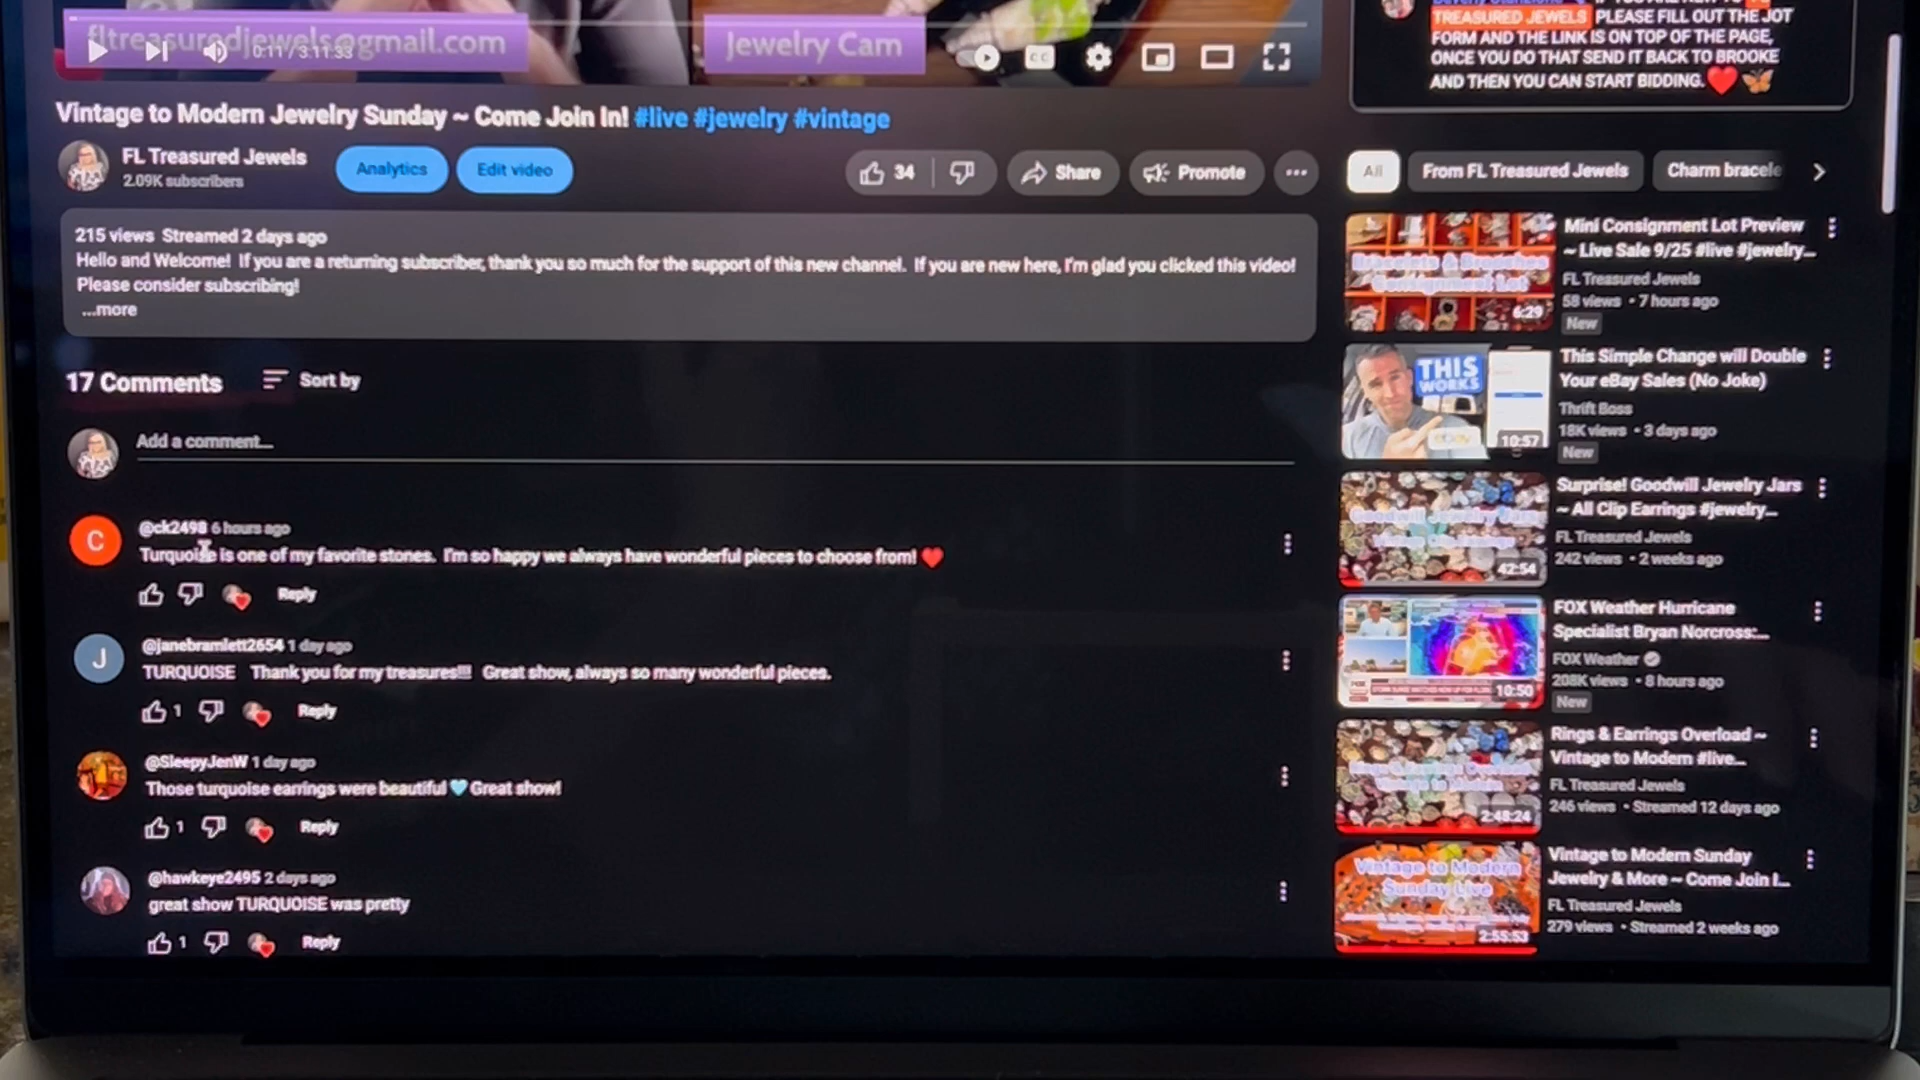 fltreasuredjewels@gmail.com
0:11 / 3:11:33
Jewelry Cam
CC
TREASURED JEWELS PLEASE FILL OUT THE JOT
FORM AND THE LINK IS ON TOP OF THE PAGE,
ONCE YOU DO THAT SEND IT BACK TO BROOKE
AND THEN YOU CAN START BIDDING.❤️🦋
Vintage to Modern Jewelry Sunday ~ Come Join In! #live #jewelry #vintage
FL Treasured Jewels
2.09K subscribers
Analytics
Edit video
34
Share
Promote
215 views Streamed 2 days ago
Hello and Welcome! If you are a returning subscriber, thank you so much for the support of this new channel. If you are new here, I'm glad you clicked this video!
Please consider subscribing!
...more
17 Comments
Sort by
Add a comment...
@ck2498 6 hours ago
Turquoise is one of my favorite stones. I'm so happy we always have wonderful pieces to choose from! ❤️
Reply
@janebramlett2654 1 day ago
TURQUOISE Thank you for my treasures!!! Great show, always so many wonderful pieces.
1
Reply
@SleepyJenW 1 day ago
Those turquoise earrings were beautiful 🩵 Great show!
1
Reply
@hawkeye2495 2 days ago
great show TURQUOISE was pretty
1
Reply
All
From FL Treasured Jewels
Charm bracele
Bracelets & Brooches
Consignment Lot
6:29
Mini Consignment Lot Preview
~ Live Sale 9/25 #live #jewelry...
FL Treasured Jewels
58 views • 7 hours ago
New
THIS
WORKS
10:57
This Simple Change will Double
Your eBay Sales (No Joke)
Thrift Boss
18K views • 3 days ago
New
Goodwill Jewelry Jars
42:54
Surprise! Goodwill Jewelry Jars
~ All Clip Earrings #jewelry...
FL Treasured Jewels
242 views • 2 weeks ago
10:50
FOX Weather Hurricane
Specialist Bryan Norcross:...
FOX Weather
208K views • 8 hours ago
New
2:48:24
Rings & Earrings Overload ~
Vintage to Modern #live...
FL Treasured Jewels
246 views • Streamed 12 days ago
Vintage to Modern
Sunday Live
2:55:53
Vintage to Modern Sunday
Jewelry & More ~ Come Join I...
FL Treasured Jewels
279 views • Streamed 2 weeks ago